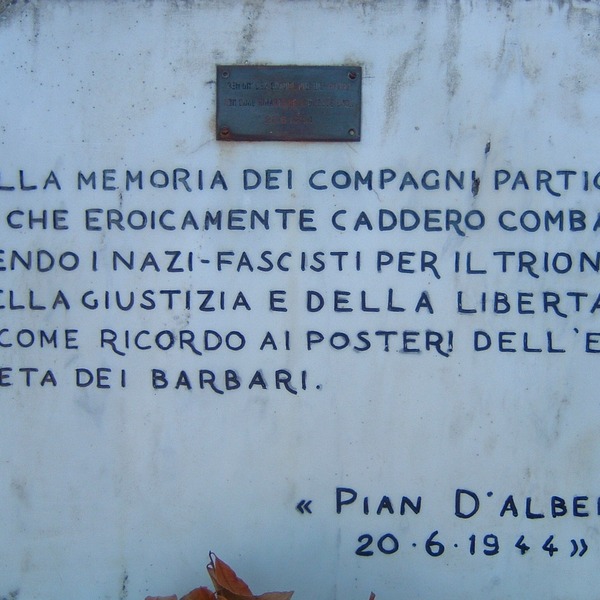 LLA MEMORIA DEI COMPAGNI PARTIG
CHE EROICAMENTE CADDERO COMBA
ENDO I NAZI-FASCISTI PER IL TRION
ELLA GIUSTIZIA E DELLA LIBERTA
COME RICORDO AI POSTERI DELL'E
ETA DEI BARBARI.
« PIAN D'ALBE
20·6·1944»